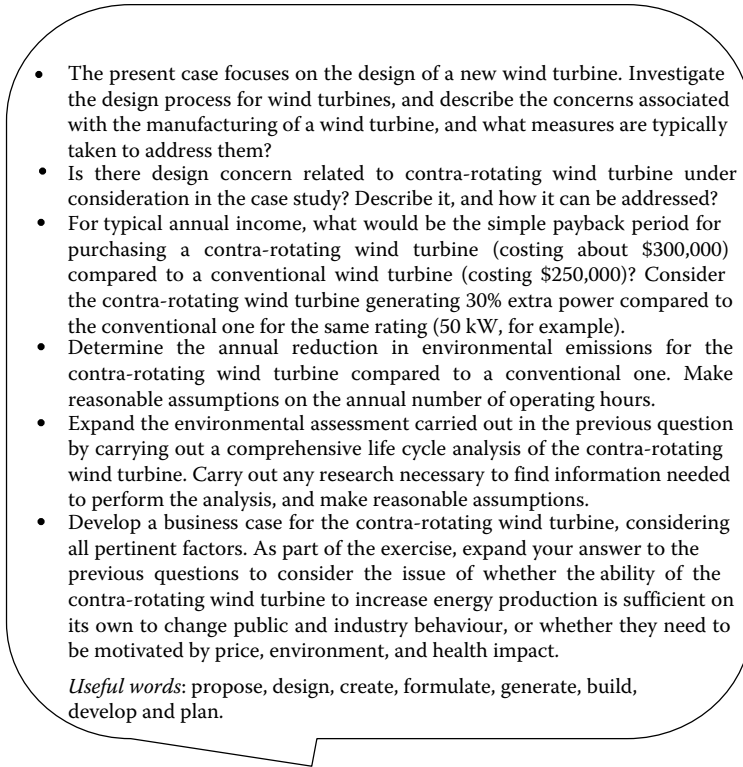 • The present case focuses on the design of a new wind turbine. Investigate
the design process for wind turbines, and describe the concerns associated
with the manufacturing of a wind turbine, and what measures are typically
taken to address them?
• Is there design concern related to contra-rotating wind turbine under
consideration in the case study? Describe it, and how it can be addressed?
• For typical annual income, what would be the simple payback period for
purchasing a contra-rotating wind turbine (costing about $300,000)
compared to a conventional wind turbine (costing $250,000)? Consider
the contra-rotating wind turbine generating 30% extra power compared to
the conventional one for the same rating (50 kW, for example).
• Determine the annual reduction in environmental emissions for the
contra-rotating wind turbine compared to a conventional one. Make
reasonable assumptions on the annual number of operating hours.
• Expand the environmental assessment carried out in the previous question
by carrying out a comprehensive life cycle analysis of the contra-rotating
wind turbine. Carry out any research necessary to find information needed
to perform the analysis, and make reasonable assumptions.
• Develop a business case for the contra-rotating wind turbine, considering
all pertinent factors. As part of the exercise, expand your answer to the
previous questions to consider the issue of whether the ability of the
contra-rotating wind turbine to increase energy production is sufficient on
its own to change public and industry behaviour, or whether they need to
be motivated by price, environment, and health impact.
Useful words: propose, design, create, formulate, generate, build,
develop and plan.